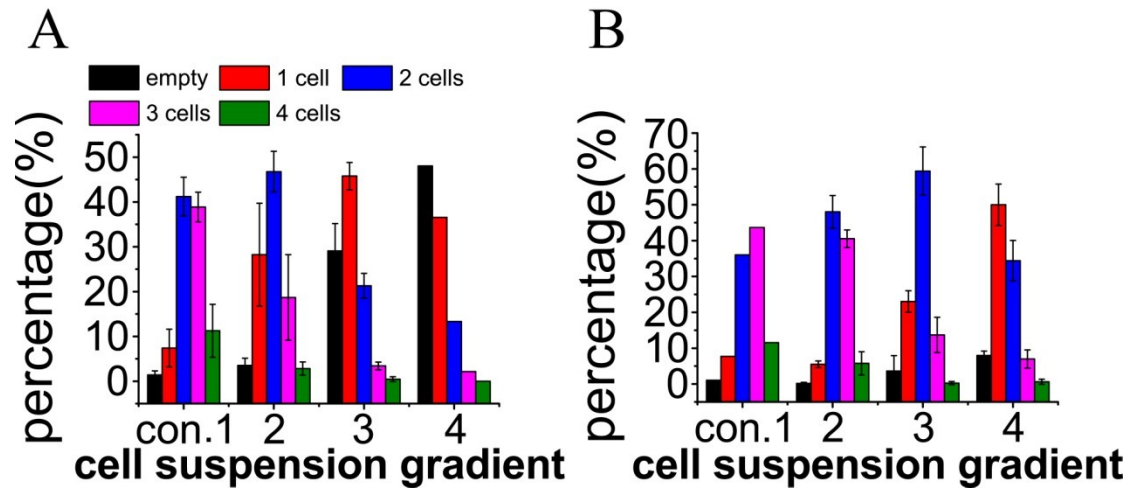 A
empty 1 cell 2 cells
3 cells 4 cells
percentage(%)
50
40
30
20
10
0
con.1 2 3 4
cell suspension gradient
B
percentage(%)
70
60
50
40
30
20
10
0
con.1 2 3 4
cell suspension gradient